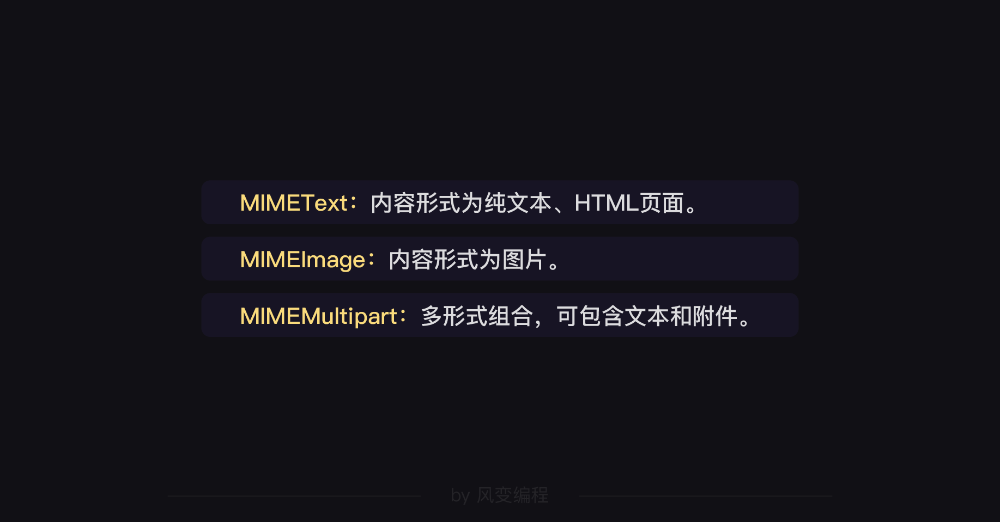 MIMEText：内容形式为纯文本、HTML页面。
MIMEImage：内容形式为图片。
MIMEMultipart：多形式组合，可包含文本和附件。
by 风变编程